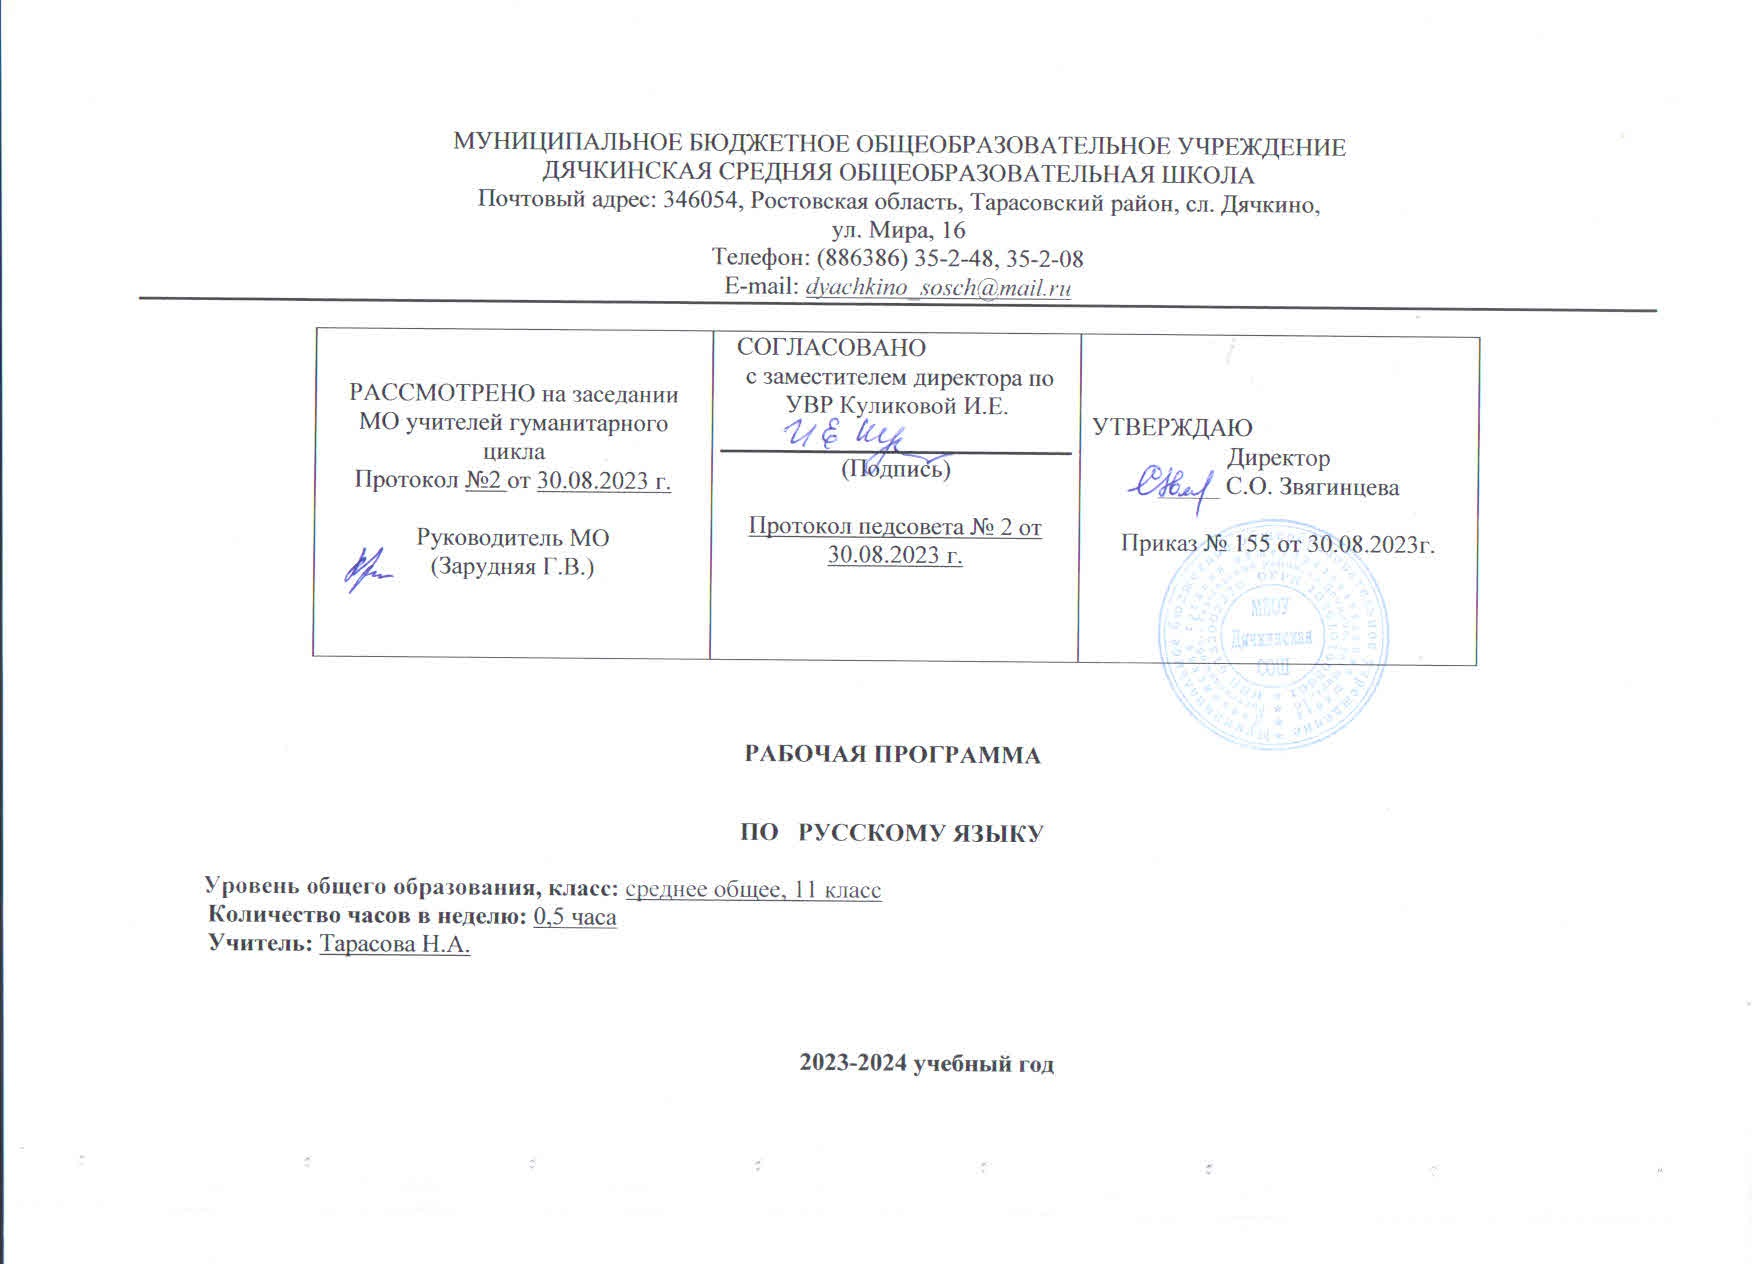 МУНИЦИПАЛЬНОЕ БЮДЖЕТНОЕ ОБЩЕОБРАЗОВАТЕЛЬНОЕ УЧРЕЖДЕНИЕ
ДЯЧКИНСКАЯ СРЕДНЯЯ ОБЩЕОБРАЗОВАТЕЛЬНАЯ ШКОЛА
Почтовый адрес: 346054, Ростовская область, Тарасовский район, сл. Дячкино,
ул. Мира, 16
Телефон: (886386) 35-2-48, 35-2-08
E-mail: dyachkino_sosch@mail.ru
РАССМОТРЕНО на заседании
МО учителей гуманитарного
цикла
Протокол №2 от 30.08.2023 г.
Руководитель МО
(Зарудняя Г.В.)
СОГЛАСОВАНО
с заместителем директора по
УВР Куликовой И.Е.
(Подпись)
Протокол педсовета № 2 от
30.08.2023 г.
УТВЕРЖДАЮ
Директор
С.О. Звягинцева
Приказ № 155 от 30.08.2023г.
МБОУ
Дячкинская
СОШ
РАБОЧАЯ ПРОГРАММА
ПО РУССКОМУ ЯЗЫКУ
Уровень общего образования, класс: среднее общее, 11 класс
Количество часов в неделю: 0,5 часа
Учитель: Тарасова Н.А.
2023-2024 учебный год